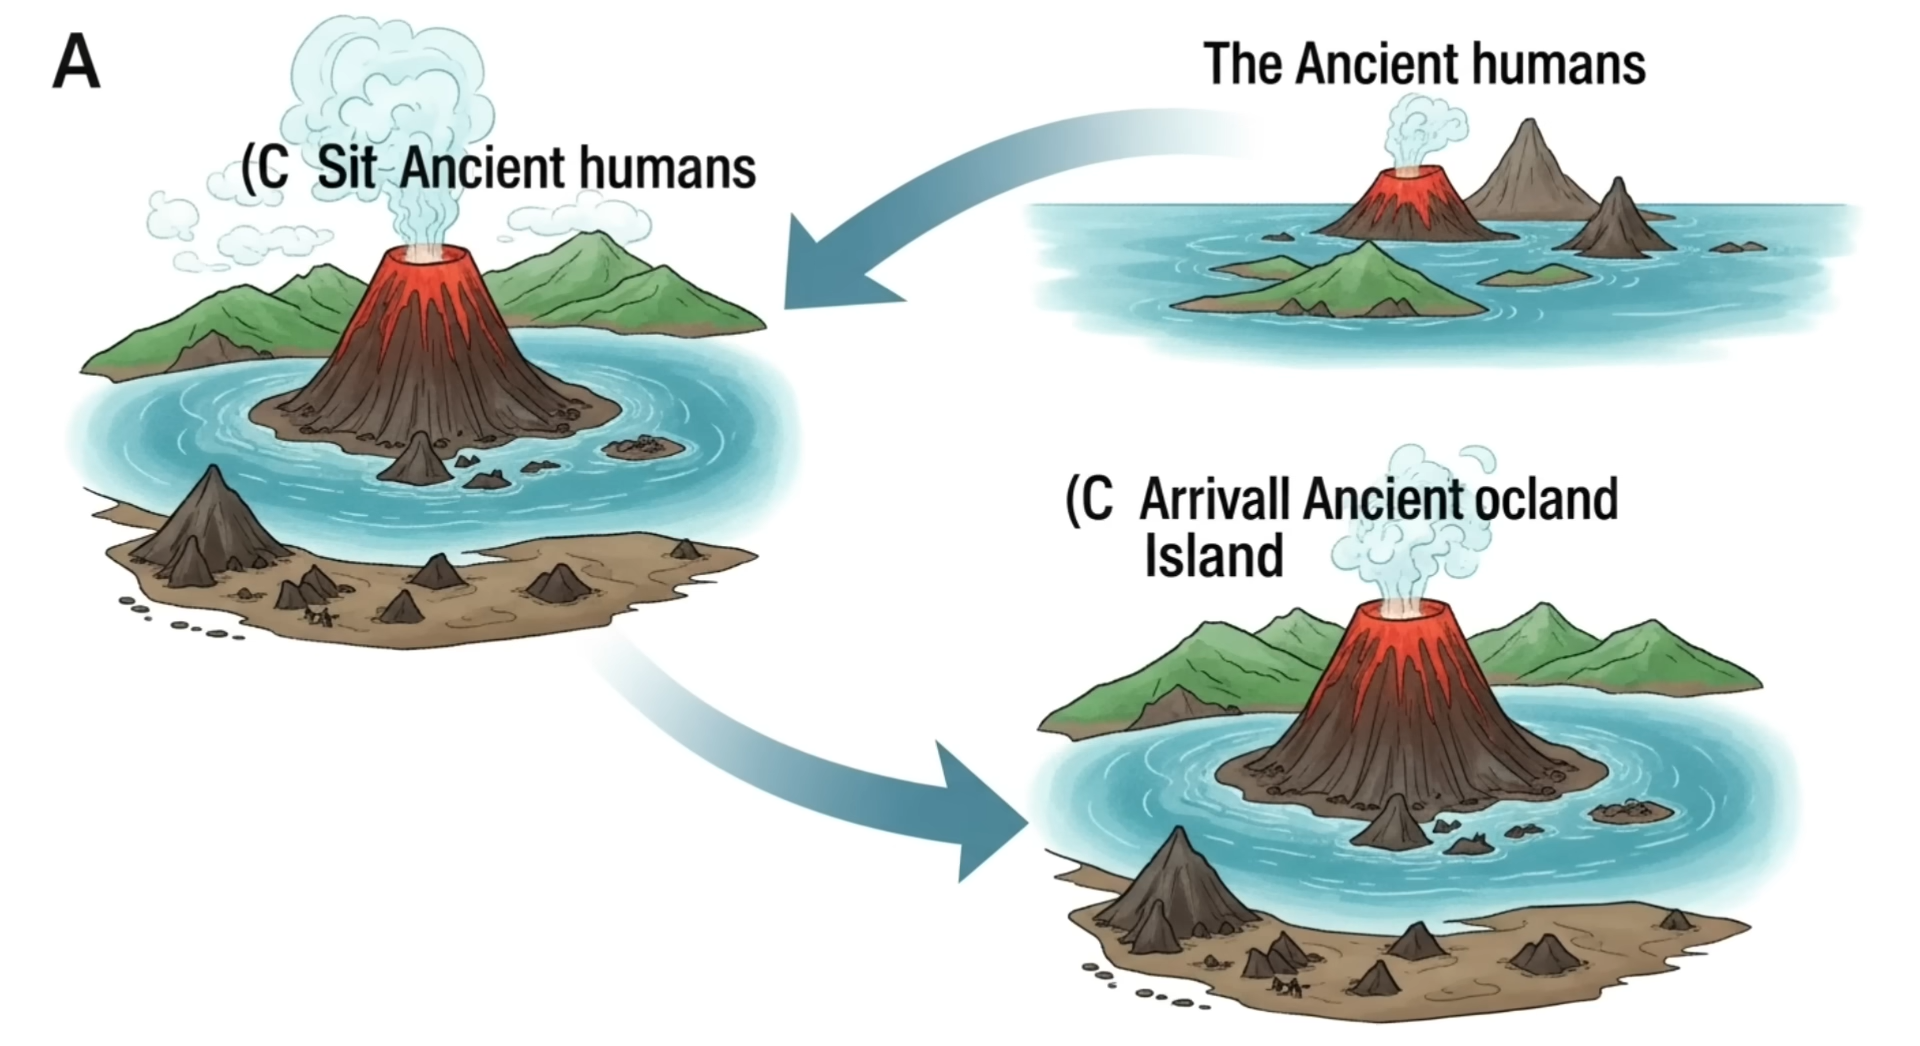 A
The Ancient humans
(C Sit Ancient humans
(C Arrivall Ancient ocland
Island